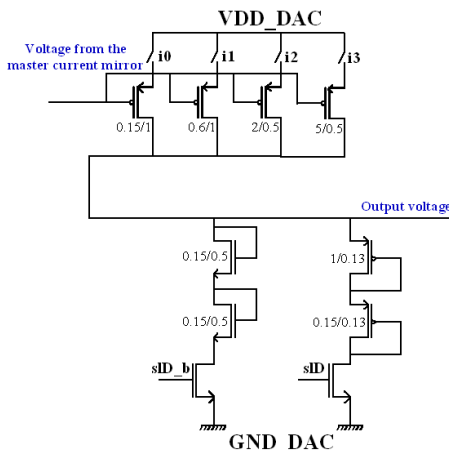 VDD_DAC
Voltage from the
master current mirror
i0
i1
i2
i3
0.15/1
0.6/1
2/0.5
5/0.5
Output voltage
0.15/0.5
1/0.13
0.15/0.5
0.15/0.13
sID_b
sID
GND_DAC